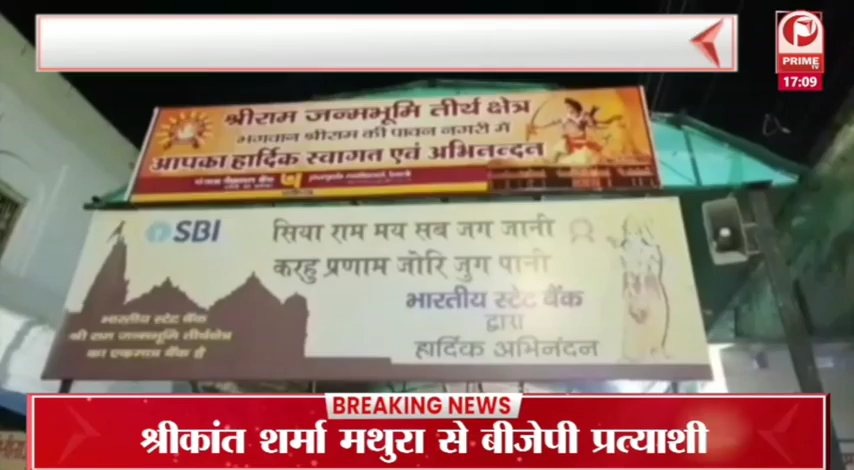 PRIME
TV
17:09
श्रीराम जन्मभूमि तीर्थ क्षेत्र
भगवान श्रीराम की पावन नगरी में
आपका हार्दिक स्वागत एवं अभिनन्दन
पंजाब नैशनल बैंक punjab national bank
SBI
सिया राम मय सब जग जानी
करहु प्रणाम जोरि जुग पानी
भारतीय स्टेट बैंक
द्वारा
हार्दिक अभिनंदन
भारतीय स्टेट बैंक
श्री राम जन्मभूमि तीर्थक्षेत्र
का एकमात्र बैंक है
BREAKING NEWS
श्रीकांत शर्मा मथुरा से बीजेपी प्रत्याशी